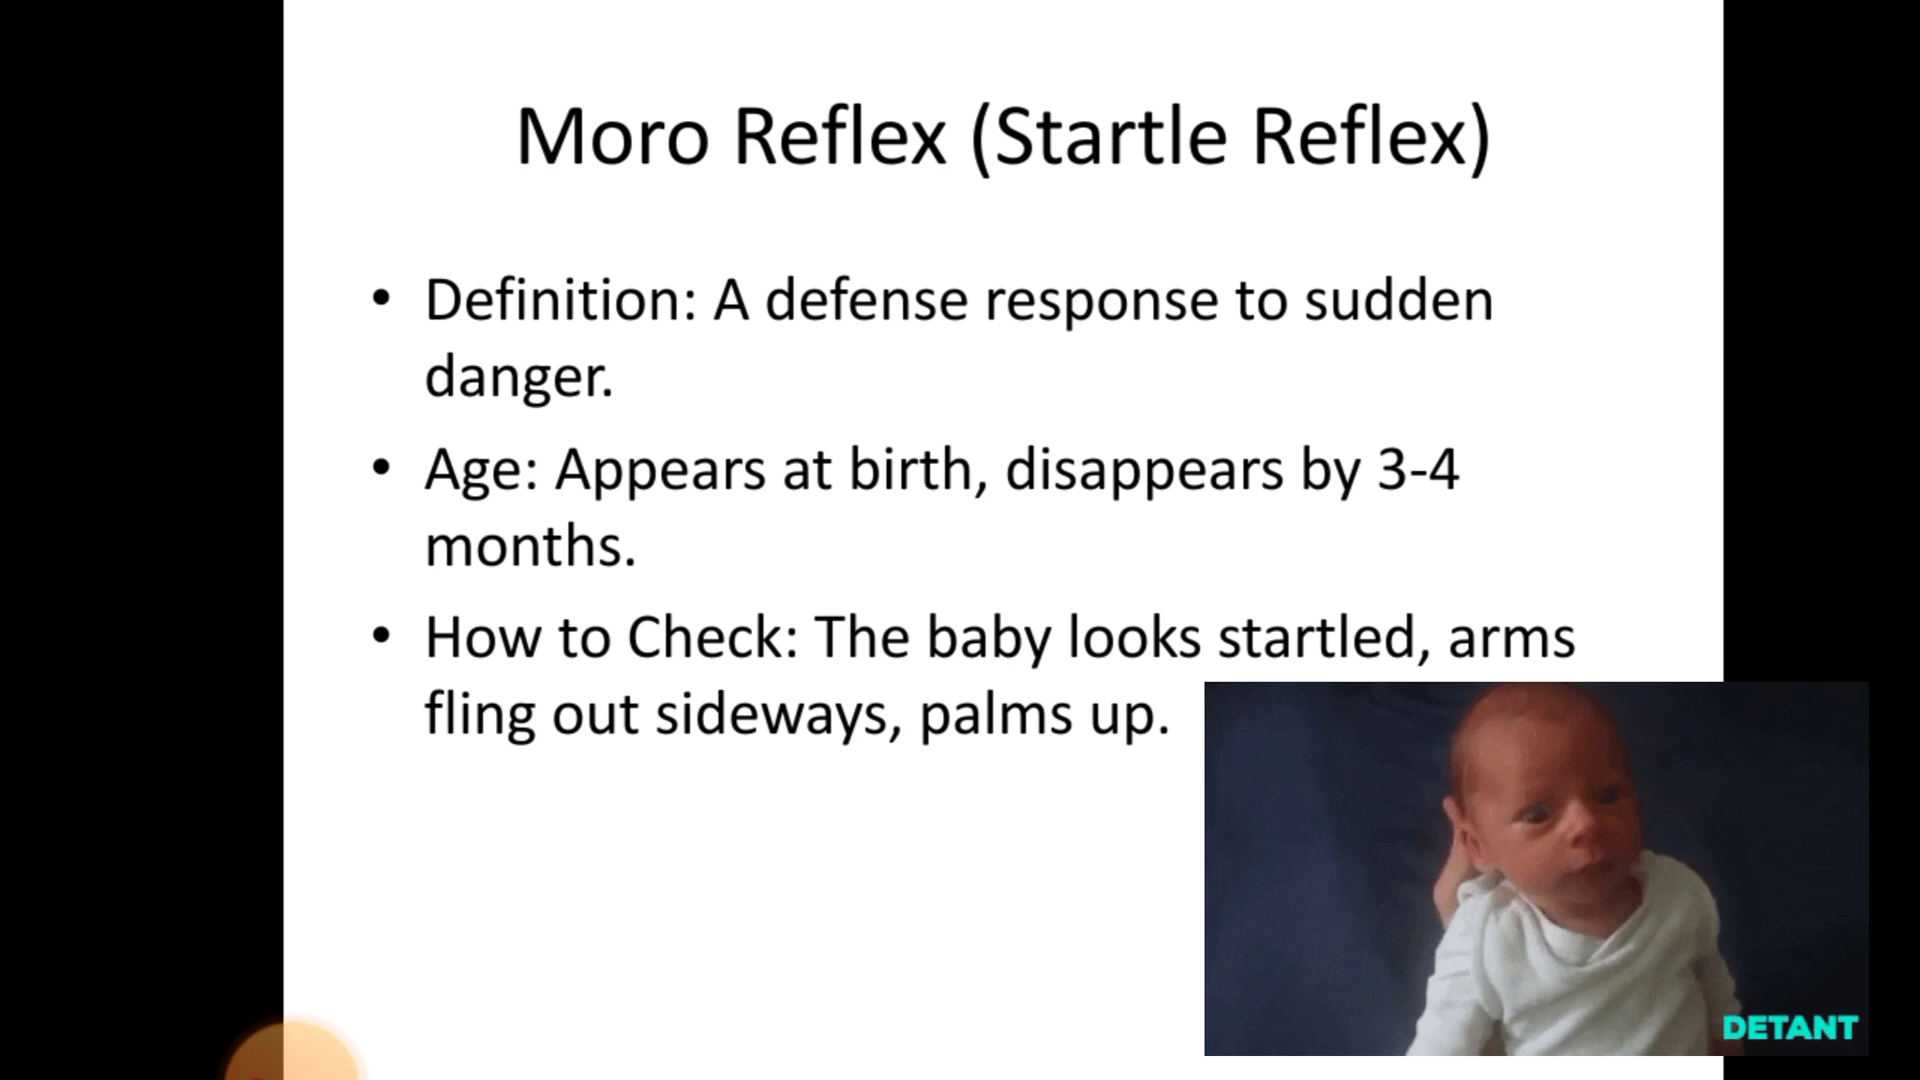 Moro Reflex (Startle Reflex)
• Definition: A defense response to sudden
danger.
• Age: Appears at birth, disappears by 3-4
months.
• How to Check: The baby looks startled, arms
fling out sideways, palms up.
DETANT